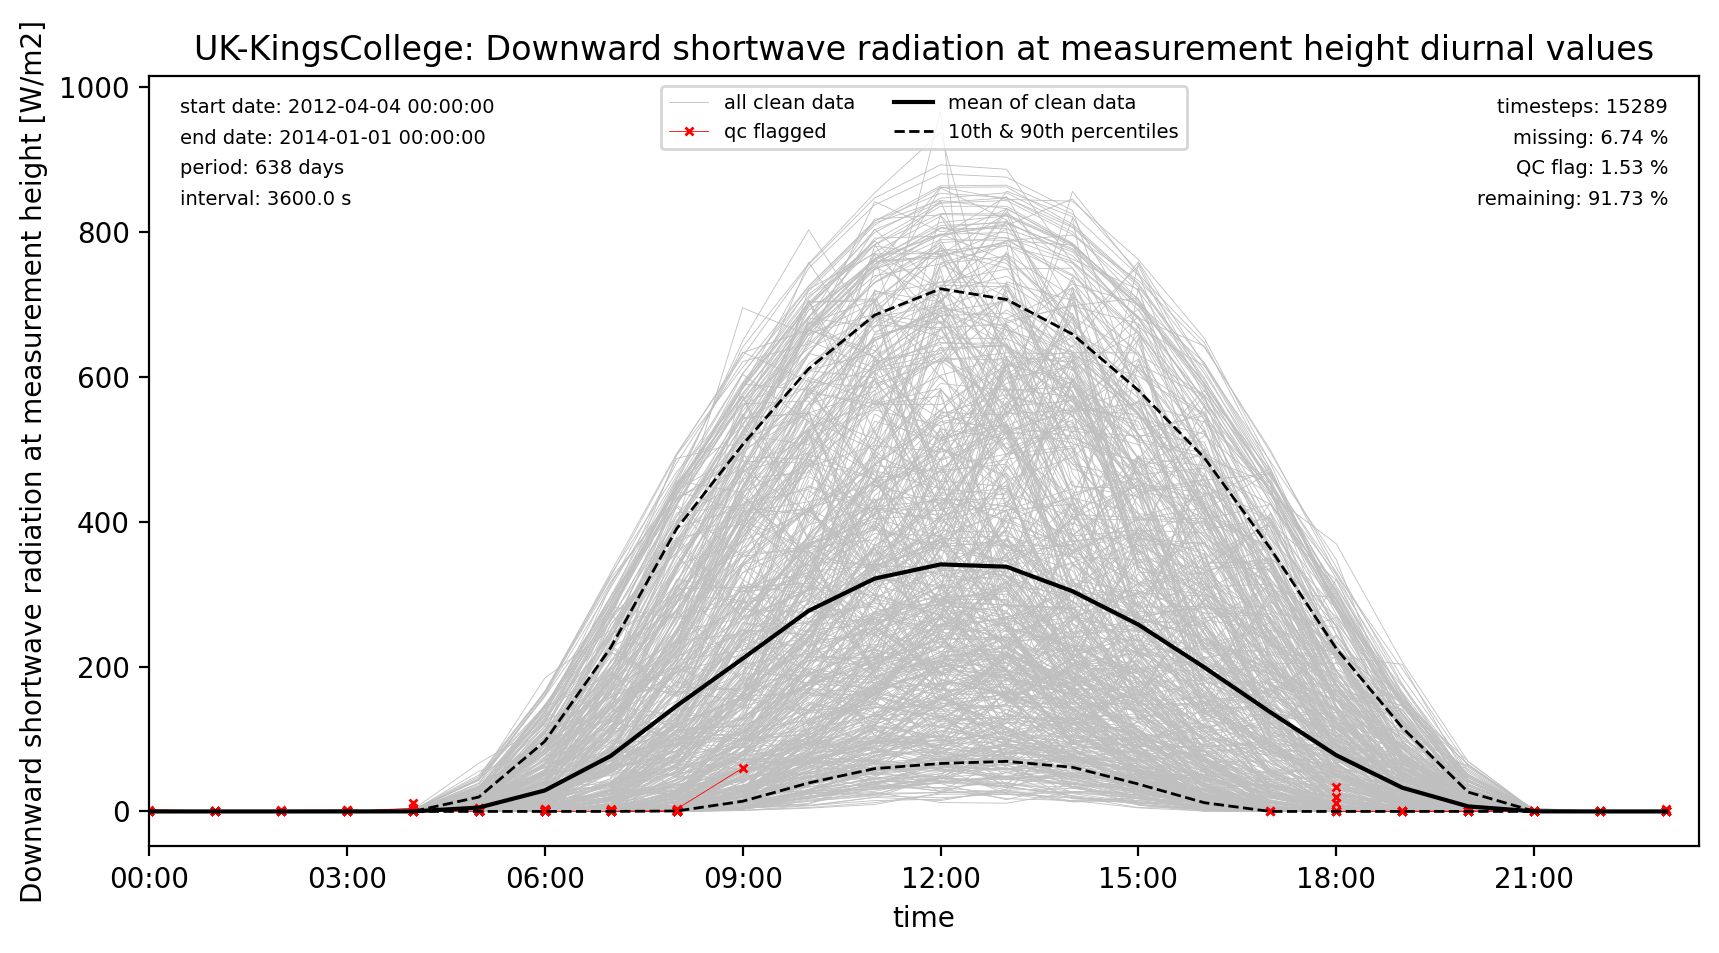 UK-KingsCollege: Downward shortwave radiation at measurement height diurnal values
Downward shortwave radiation at measurement height [W/m2]
1000
800
600
400
200
0
start date: 2012-04-04 00:00:00
end date: 2014-01-01 00:00:00
period: 638 days
interval: 3600.0 s
all clean data
qc flagged
mean of clean data
10th & 90th percentiles
timesteps: 15289
missing: 6.74 %
QC flag: 1.53 %
remaining: 91.73 %
00:00 03:00 06:00 09:00 12:00 15:00 18:00 21:00
time